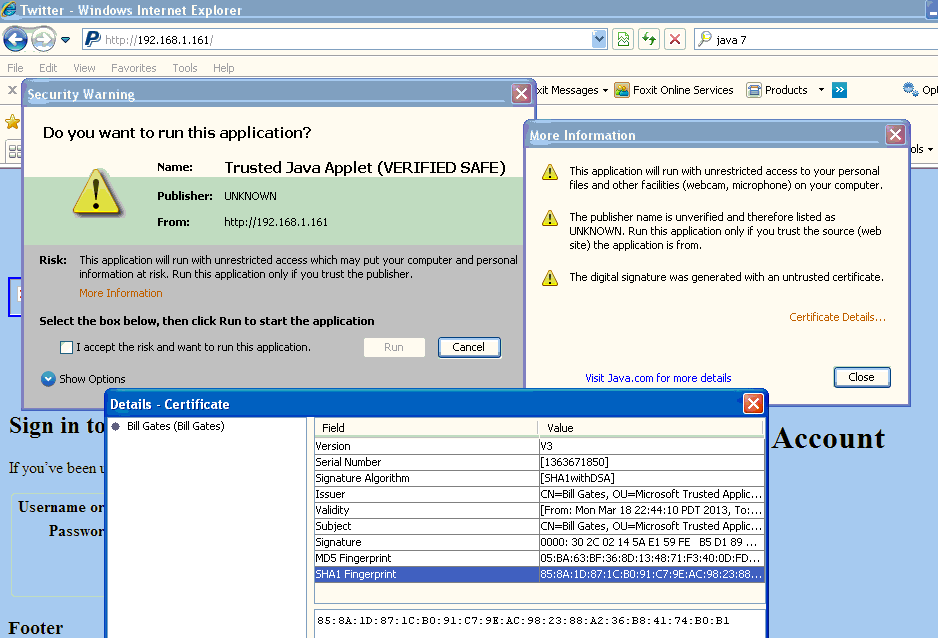 Twitter - Windows Internet Explorer
http://192.168.1.161/
java 7
File Edit View Favorites Tools Help
xit Messages
Foxit Online Services
Products
Opt
ols
Security Warning
Do you want to run this application?
Name: Trusted Java Applet (VERIFIED SAFE)
Publisher: UNKNOWN
From: http://192.168.1.161
Risk: This application will run with unrestricted access which may put your computer and personal
information at risk. Run this application only if you trust the publisher.
More Information
Select the box below, then click Run to start the application
I accept the risk and want to run this application.
Run
Cancel
Show Options
More Information
This application will run with unrestricted access to your personal
files and other facilities (webcam, microphone) on your computer.
The publisher name is unverified and therefore listed as
UNKNOWN. Run this application only if you trust the source (web
site) the application is from.
The digital signature was generated with an untrusted certificate.
Certificate Details...
Visit Java.com for more details
Close
Sign in to
Account
If you've been u
Username or
Passwor
Footer
Details - Certificate
Bill Gates (Bill Gates)
Field Value
Version V3
Serial Number [1363671850]
Signature Algorithm [SHA1withDSA]
Issuer CN=Bill Gates, OU=Microsoft Trusted Applic...
Validity [From: Mon Mar 18 22:44:10 PDT 2013, To:...
Subject CN=Bill Gates, OU=Microsoft Trusted Applic...
Signature 0000: 30 2C 02 14 5A E1 59 FE B5 D1 89 ...
MD5 Fingerprint 05:BA:63:BF:36:8D:13:48:71:F3:40:0D:FD...
SHA1 Fingerprint 85:8A:1D:87:1C:B0:91:C7:9E:AC:98:23:88...
85:8A:1D:87:1C:B0:91:C7:9E:AC:98:23:88:A2:36:B8:41:74:B0:B1